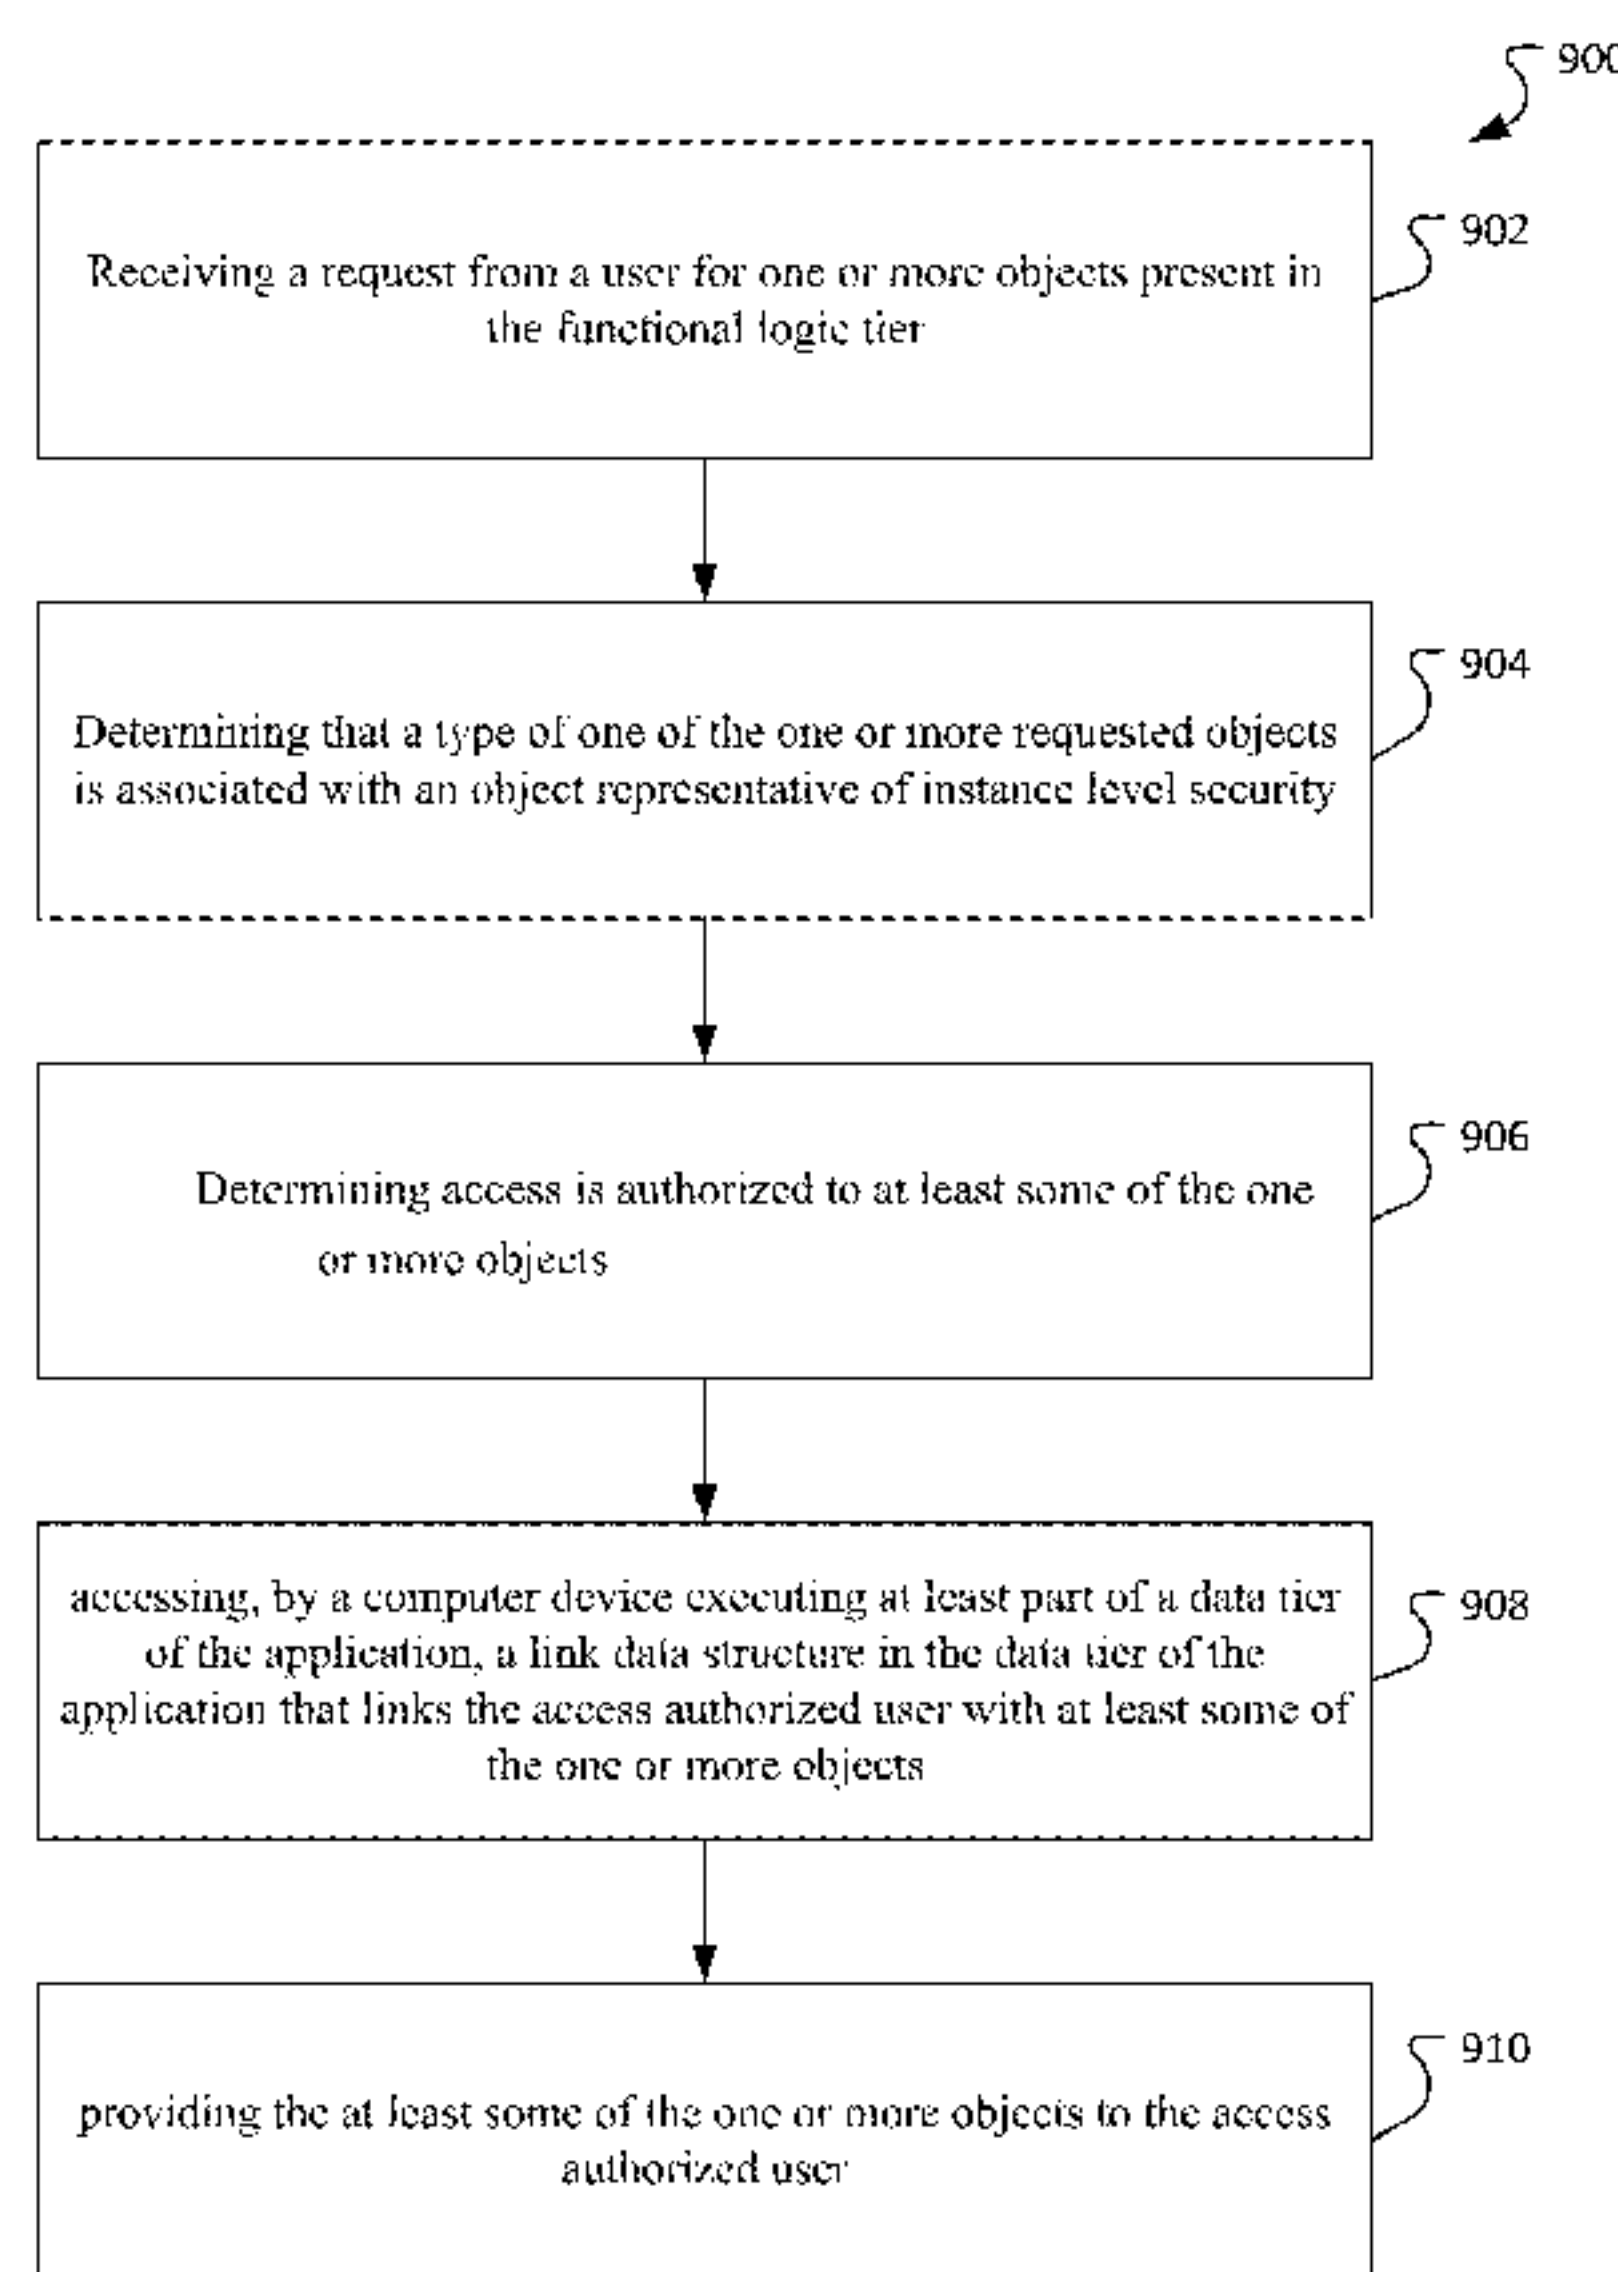 900
902
Receiving a request from a user for one or more objects present in
the functional logic tier
904
Determining that a type of one of the one or more requested objects
is associated with an object representative of instance level security
906
Determining access is authorized to at least some of the one
or more objects
908
accessing, by a computer device executing at least part of a data tier
of the application, a link data structure in the data tier of the
application that links the access authorized user with at least some of
the one or more objects
910
providing the at least some of the one or more objects to the access
authorized user